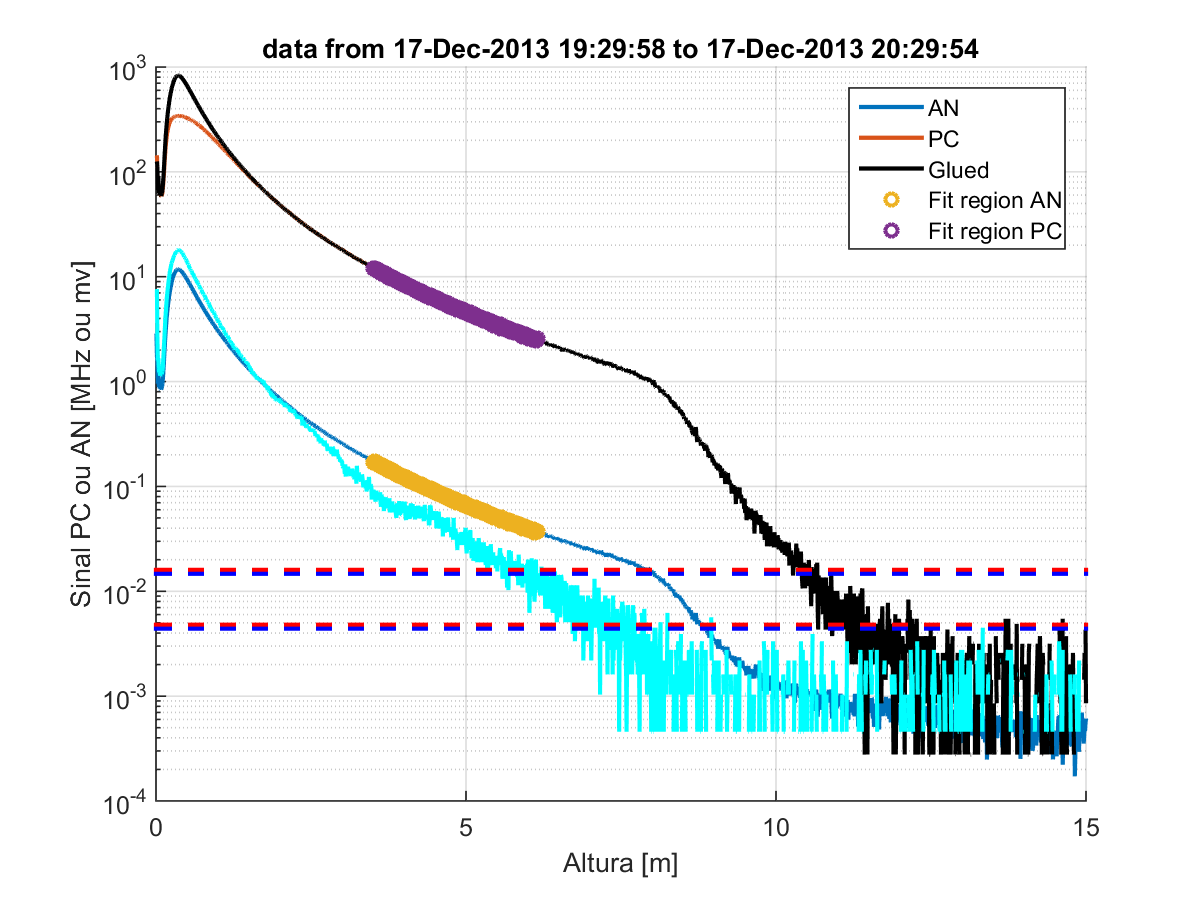 data from 17-Dec-2013 19:29:58 to 17-Dec-2013 20:29:54
Sinal PC ou AN [MHz ou mv]
10^3
10^2
10^1
10^0
10^-1
10^-2
10^-3
10^-4
AN
PC
Glued
Fit region AN
Fit region PC
0 5 10 15
Altura [m]